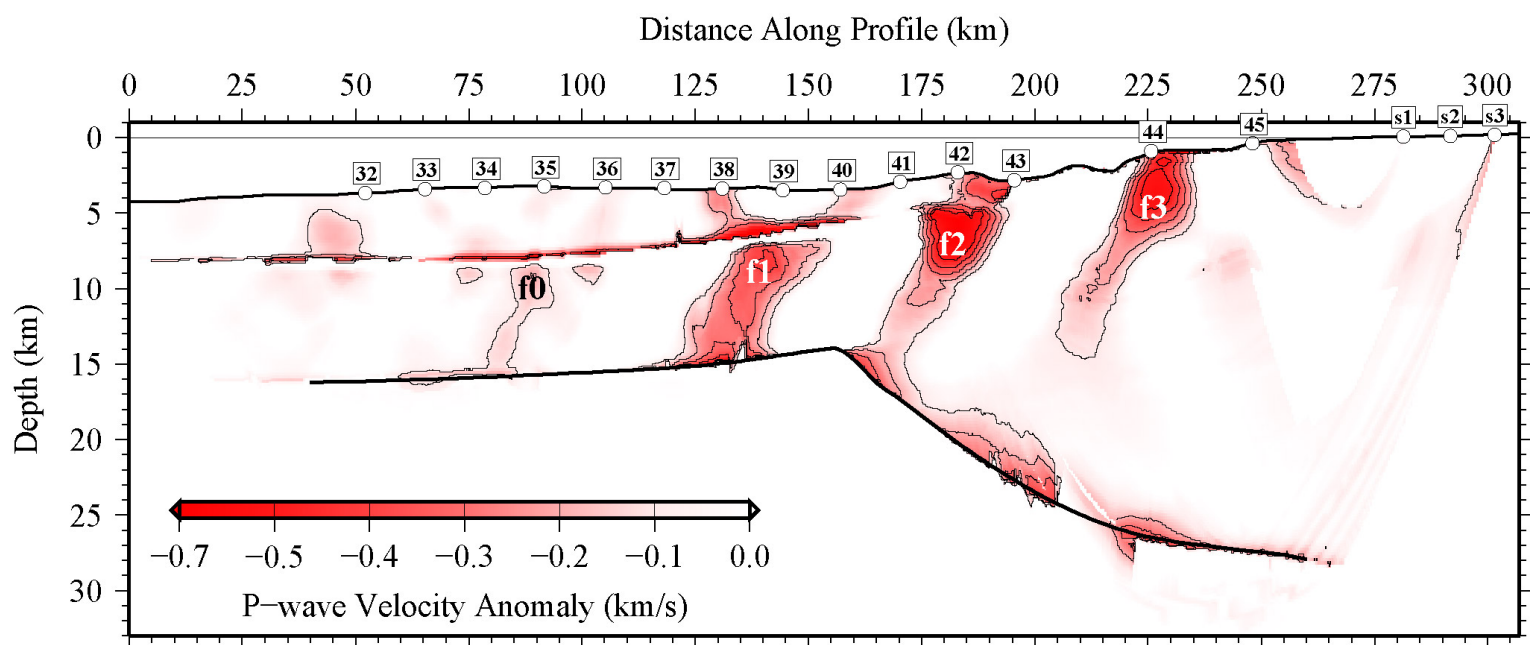 Distance Along Profile (km)
0 25 50 75 100 125 150 175 200 225 250 275 300
s1 s2 s3
44 45
0
32 33 34 35 36 37 38 39 40 41 42 43
5
f3
f2
f1
10
f0
15
20
25
30
Depth (km)
−0.7 −0.5 −0.4 −0.3 −0.2 −0.1 0.0
P−wave Velocity Anomaly (km/s)